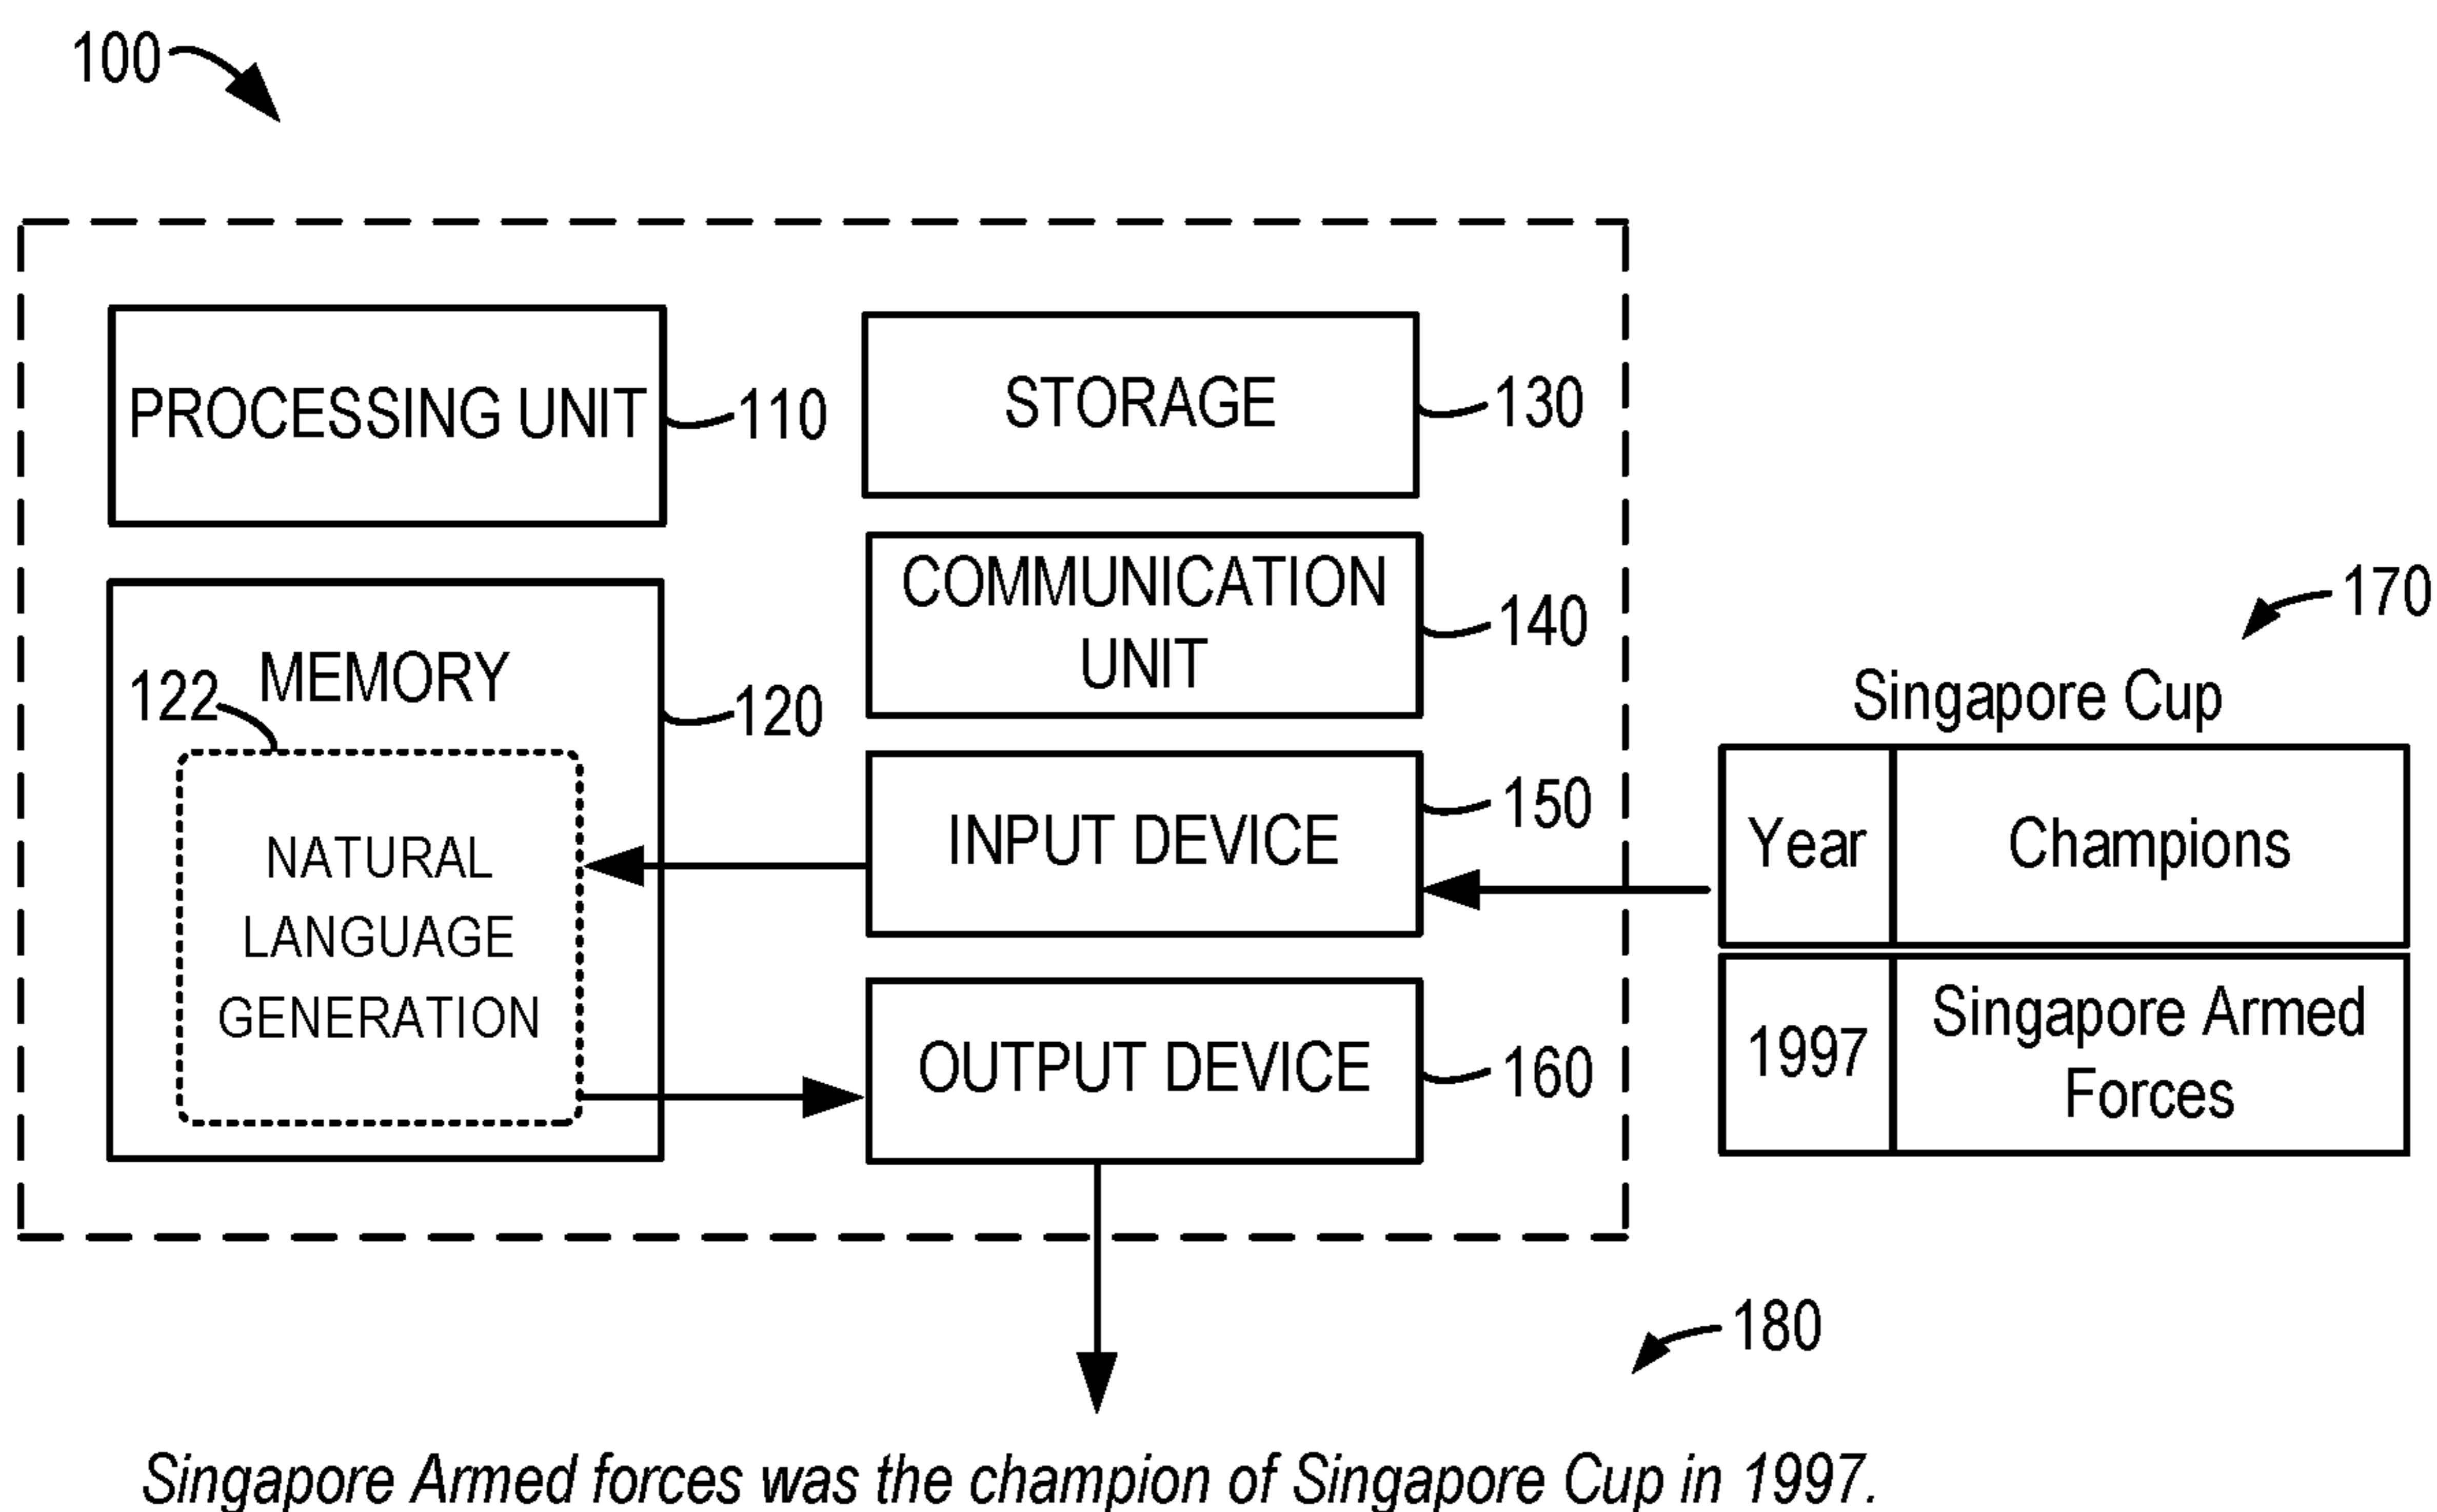 100
PROCESSING UNIT
110
STORAGE
130
COMMUNICATION
UNIT
140
170
MEMORY
122
120
Singapore Cup
INPUT DEVICE
150
Year
Champions
NATURAL
LANGUAGE
GENERATION
OUTPUT DEVICE
160
1997
Singapore Armed
Forces
180
Singapore Armed forces was the champion of Singapore Cup in 1997.